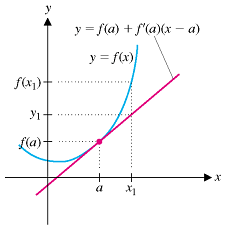 y
y = f(a) + f′(a)(x − a)
y = f(x)
f(x₁)
y₁
f(a)
a
x₁
x